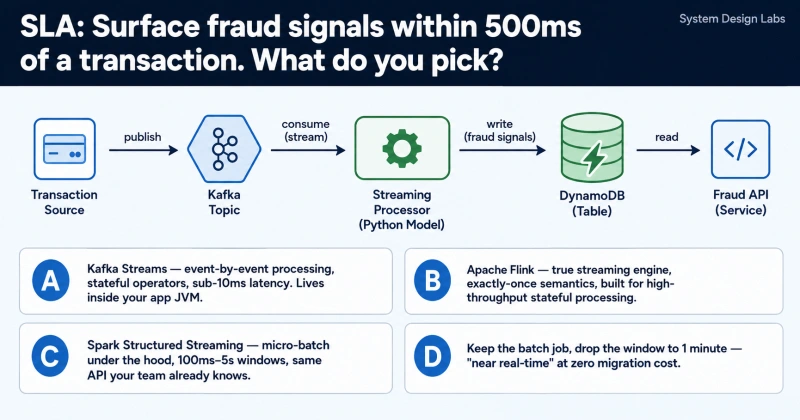 SLA: Surface fraud signals within 500ms
of a transaction. What do you pick?
System Design Labs
publish
consume
(stream)
write
(fraud signals)
read
Transaction
Source
Kafka
Topic
Streaming
Processor
(Python Model)
DynamoDB
(Table)
Fraud API
(Service)
A
Kafka Streams — event-by-event processing,
stateful operators, sub-10ms latency. Lives
inside your app JVM.
B
Apache Flink — true streaming engine,
exactly-once semantics, built for high-
throughput stateful processing.
C
Spark Structured Streaming — micro-batch
under the hood, 100ms–5s windows, same
API your team already knows.
D
Keep the batch job, drop the window to 1 minute —
"near real-time" at zero migration cost.